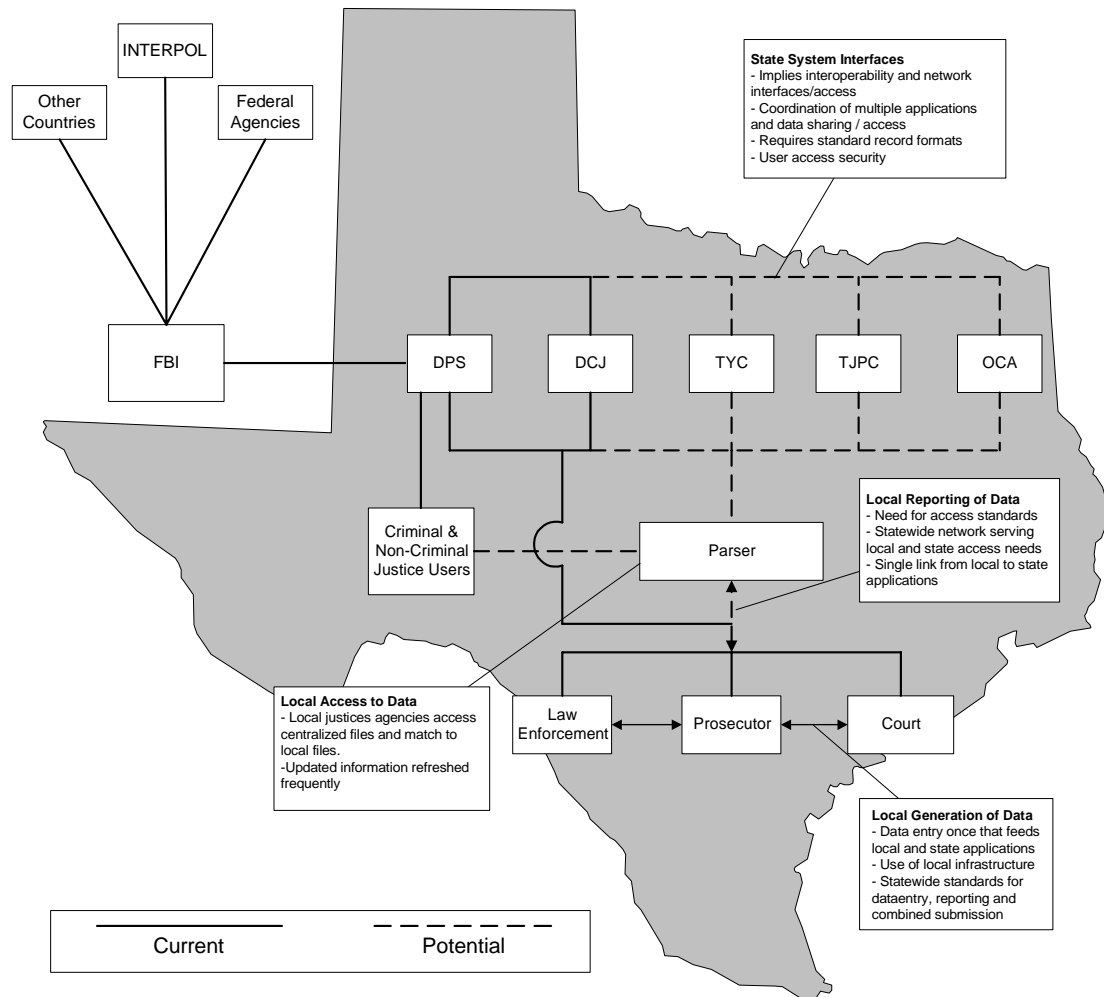 INTERPOL
Other
Countries
Federal
Agencies
State System Interfaces
- Implies interoperability and network
interfaces/access
- Coordination of multiple applications
and data sharing / access
- Requires standard record formats
- User access security
FBI
DPS
DCJ
TYC
TJPC
OCA
Criminal &
Non-Criminal
Justice Users
Parser
Local Reporting of Data
- Need for access standards
- Statewide network serving
local and state access needs
- Single link from local to state
applications
Local Access to Data
- Local justices agencies access
centralized files and match to
local files.
-Updated information refreshed
frequently
Law
Enforcement
Prosecutor
Court
Local Generation of Data
- Data entry once that feeds
local and state applications
- Use of local infrastructure
- Statewide standards for
dataentry, reporting and
combined submission
Current
Potential